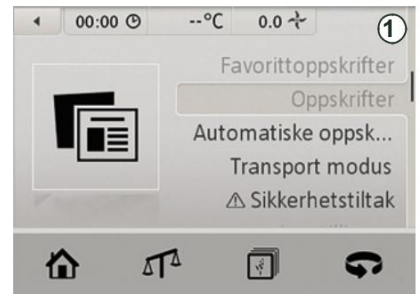 00:00 --°C 0.0 1
Favorittoppskrifter
Oppskrifter
Automatiske oppsk...
Transport modus
⚠ Sikkerhetstiltak